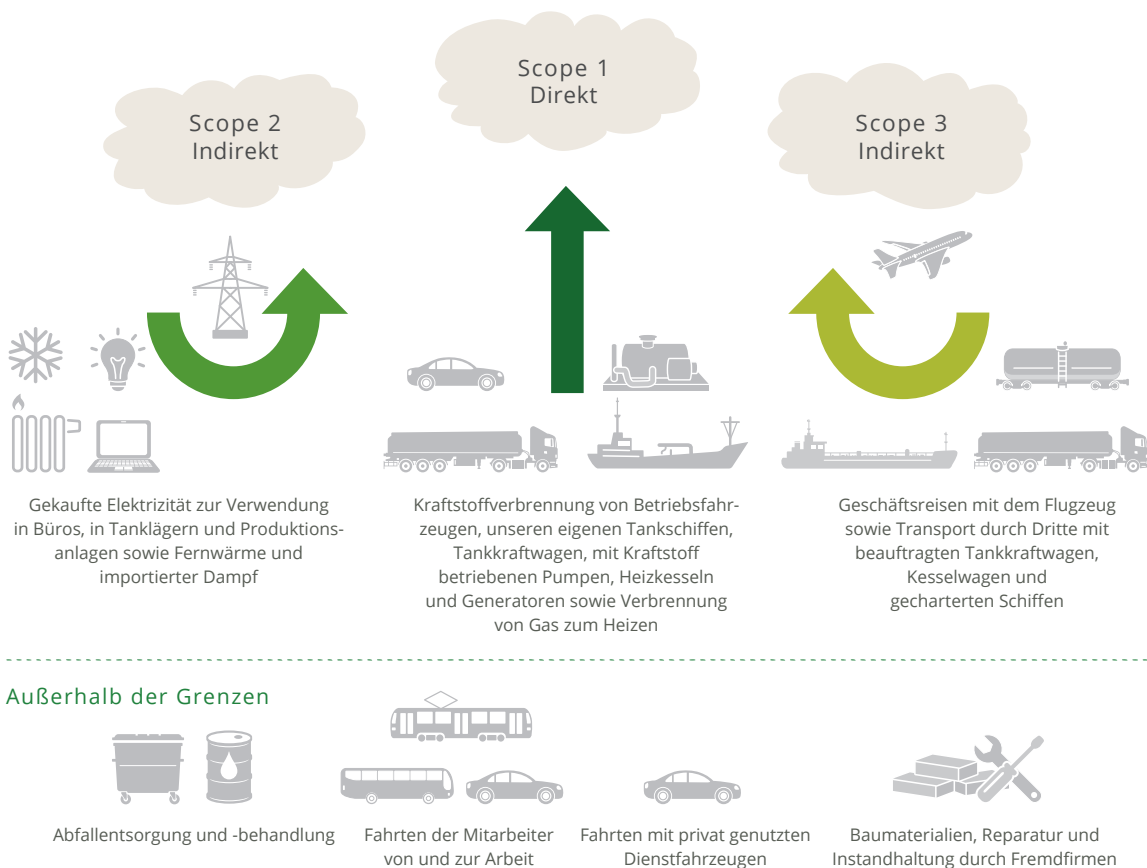 Scope 1
Direkt
Scope 2
Indirekt
Scope 3
Indirekt
Gekaufte Elektrizität zur Verwendung
in Büros, in Tanklägern und Produktions-
anlagen sowie Fernwärme und
importierter Dampf
Kraftstoffverbrennung von Betriebsfahr-
zeugen, unseren eigenen Tankschiffen,
Tankkraftwagen, mit Kraftstoff
betriebenen Pumpen, Heizkesseln
und Generatoren sowie Verbrennung
von Gas zum Heizen
Geschäftsreisen mit dem Flugzeug
sowie Transport durch Dritte mit
beauftragten Tankkraftwagen,
Kesselwagen und
gecharterten Schiffen
Außerhalb der Grenzen
Abfallentsorgung und -behandlung
Fahrten der Mitarbeiter
von und zur Arbeit
Fahrten mit privat genutzten
Dienstfahrzeugen
Baumaterialien, Reparatur und
Instandhaltung durch Fremdfirmen